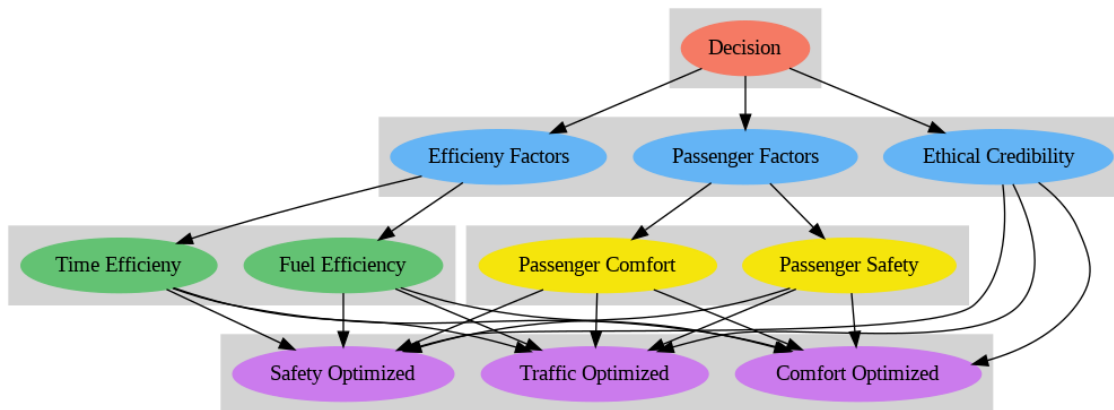 Decision
Efficieny Factors
Passenger Factors
Ethical Credibility
Time Efficieny
Fuel Efficiency
Passenger Comfort
Passenger Safety
Safety Optimized
Traffic Optimized
Comfort Optimized